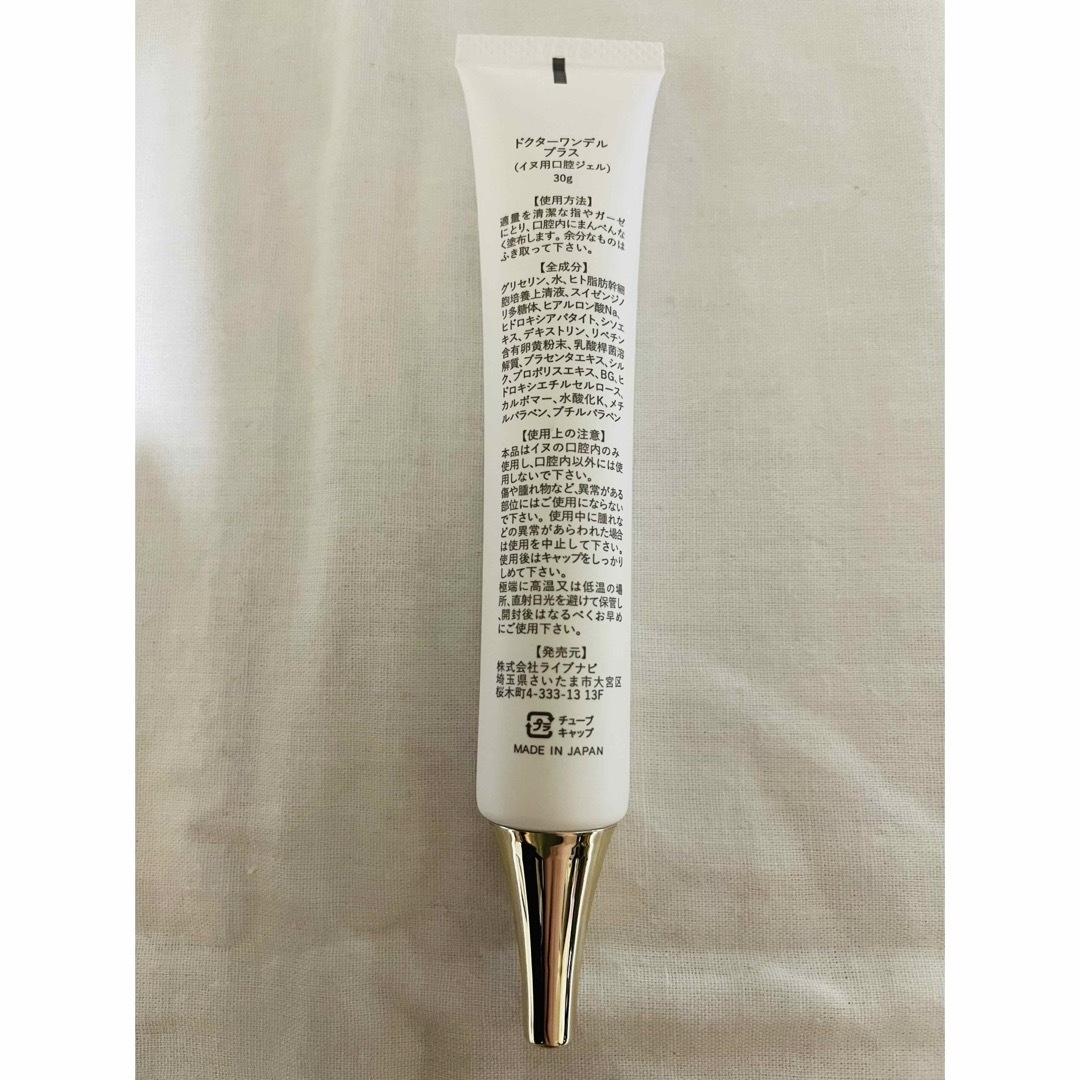 ドクターワンデル
プラス
(イヌ用口腔ジェル)
30g
【使用方法】
適量を清潔な指やガーゼ
にとり、口腔内にまんべんな
く塗布します。余分なものは
ふき取って下さい。
【全成分】
グリセリン、水、ヒト脂肪幹細
胞培養上清液、スイゼンジノ
リ多糖体、ヒアルロン酸Na、
ヒドロキシアパタイト、シソエ
キス、デキストリン、リベチン
含有卵黄粉末、乳酸桿菌溶
解質、プラセンタエキス、シル
ク、プロポリスエキス、BG、ヒ
ドロキシエチルセルロース、
カルボマー、水酸化K、メチ
ルパラベン、ブチルパラベン
【使用上の注意】
本品はイヌの口腔内のみ
使用し、口腔内以外には使
用しないで下さい。
傷や腫れ物など、異常がある
部位にはご使用にならない
で下さい。使用中に腫れな
どの異常があらわれた場合
は使用を中止して下さい。
使用後はキャップをしっかり
しめて下さい。
極端に高温又は低温の場
所、直射日光を避けて保管し
、開封後はなるべくお早め
にご使用下さい。
【発売元】
株式会社ライブナビ
埼玉県さいたま市大宮区
桜木町4-333-13 13F
プラ チューブ
キャップ
MADE IN JAPAN